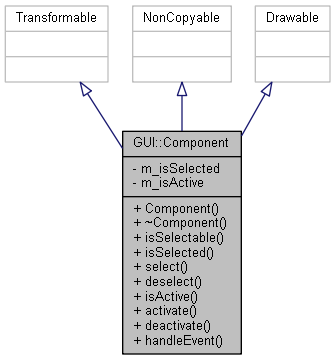 Transformable
NonCopyable
Drawable
GUI::Component
- m_isSelected
- m_isActive
+ Component()
+ ~Component()
+ isSelectable()
+ isSelected()
+ select()
+ deselect()
+ isActive()
+ activate()
+ deactivate()
+ handleEvent()